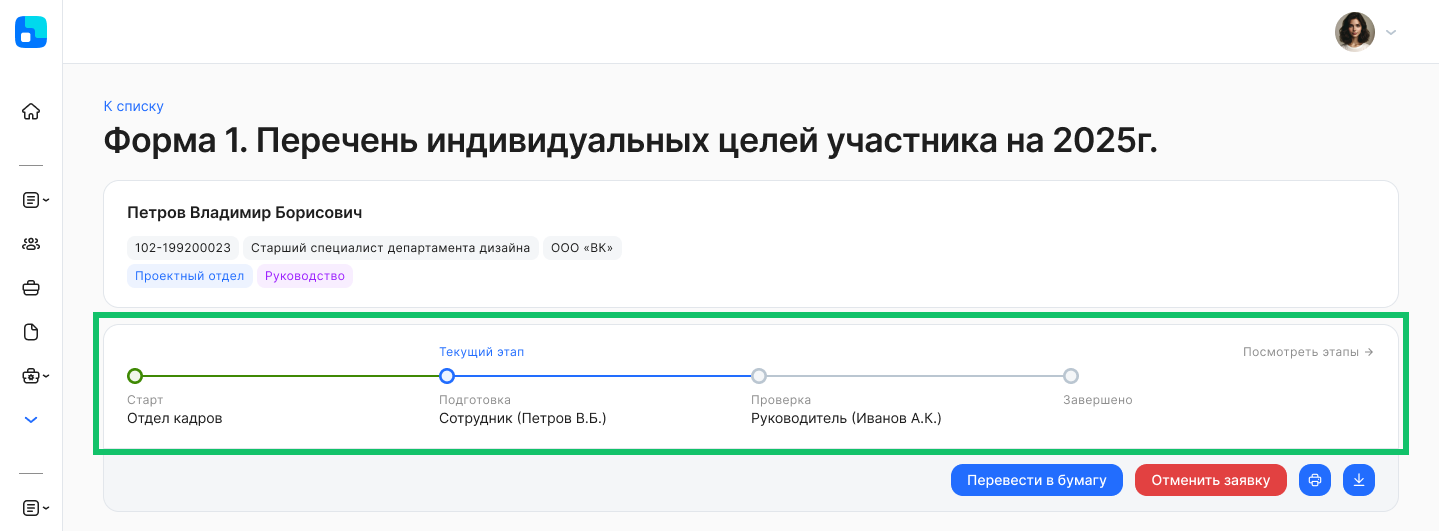 К списку
Форма 1. Перечень индивидуальных целей участника на 2025г.
Петров Владимир Борисович
102-199200023 Старший специалист департамента дизайна ООО «ВК»
Проектный отдел Руководство
Текущий этап Посмотреть этапы →
Старт Подготовка Проверка Завершено
Отдел кадров Сотрудник (Петров В.Б.) Руководитель (Иванов А.К.)
Перевести в бумагу Отменить заявку